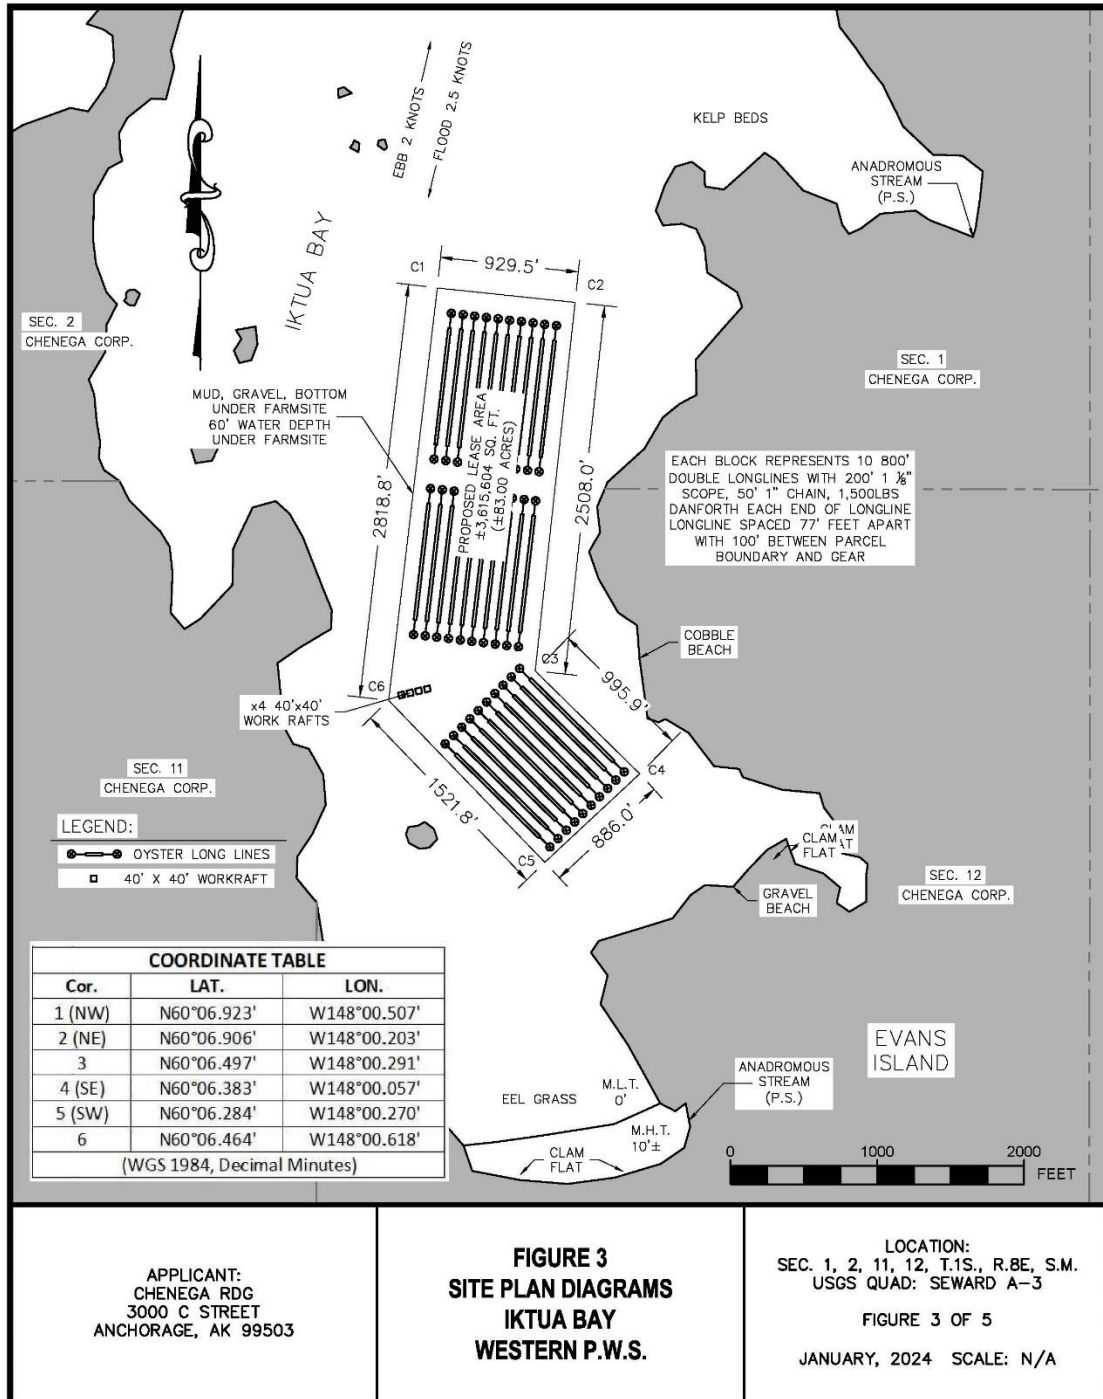 EBB 2 KNOTS
FLOOD 2.5 KNOTS
KELP BEDS
ANADROMOUS
STREAM
(P.S.)
IKTUA BAY
C1
929.5'
C2
SEC. 2
CHENEGA CORP.
SEC. 1
CHENEGA CORP.
MUD, GRAVEL, BOTTOM
UNDER FARMSITE
60' WATER DEPTH
UNDER FARMSITE
PROPOSED LEASE AREA
±3,615,604 SQ. FT.
(±83.00 ACRES)
2818.8'
2508.0'
EACH BLOCK REPRESENTS 10 800'
DOUBLE LONGLINES WITH 200' 1 ⅛"
SCOPE, 50' 1" CHAIN, 1,500LBS
DANFORTH EACH END OF LONGLINE
LONGLINE SPACED 77' FEET APART
WITH 100' BETWEEN PARCEL
BOUNDARY AND GEAR
COBBLE
BEACH
C3
C6
995.9'
x4 40'x40'
WORK RAFTS
C4
SEC. 11
CHENEGA CORP.
1521.8'
886.0'
C5
LEGEND:
OYSTER LONG LINES
40' X 40' WORKRAFT
CLAM
FLAT
CLAM
FLAT
GRAVEL
BEACH
SEC. 12
CHENEGA CORP.
COORDINATE TABLE
Cor. LAT. LON.
1 (NW) N60°06.923' W148°00.507'
2 (NE) N60°06.906' W148°00.203'
3 N60°06.497' W148°00.291'
4 (SE) N60°06.383' W148°00.057'
5 (SW) N60°06.284' W148°00.270'
6 N60°06.464' W148°00.618'
(WGS 1984, Decimal Minutes)
EVANS
ISLAND
ANADROMOUS
STREAM
(P.S.)
EEL GRASS
M.L.T.
0'
M.H.T.
10'±
CLAM
FLAT
0 1000 2000
FEET
APPLICANT:
CHENEGA RDG
3000 C STREET
ANCHORAGE, AK 99503
FIGURE 3
SITE PLAN DIAGRAMS
IKTUA BAY
WESTERN P.W.S.
LOCATION:
SEC. 1, 2, 11, 12, T.1S., R.8E, S.M.
USGS QUAD: SEWARD A-3
FIGURE 3 OF 5
JANUARY, 2024 SCALE: N/A